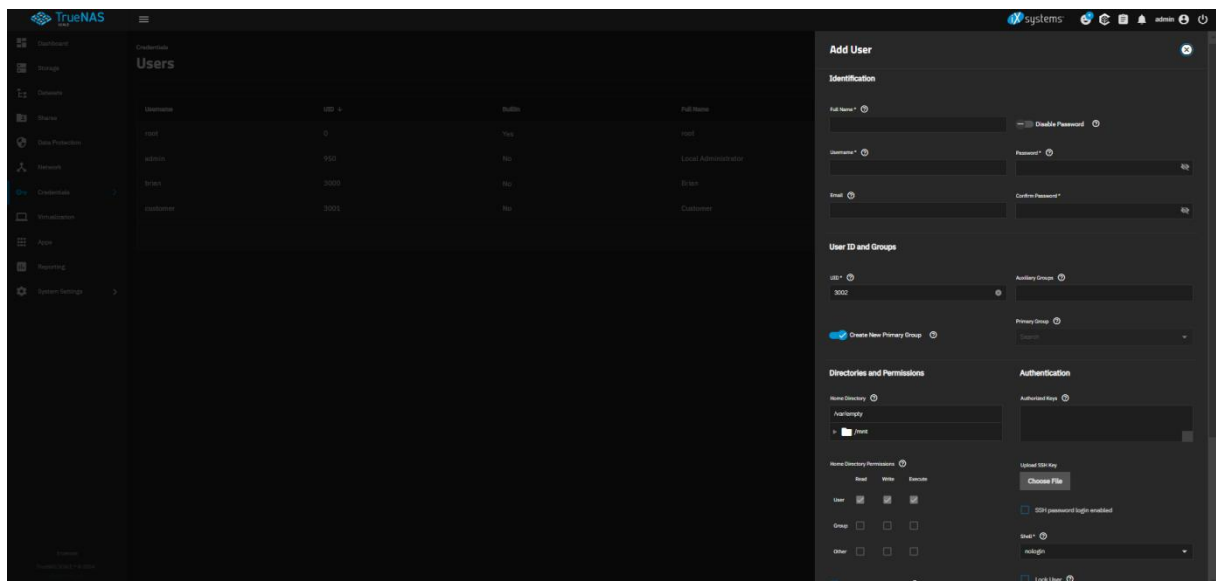 TrueNAS
SCALE
iX systems
admin
Dashboard
Storage
Datasets
Shares
Data Protection
Network
Credentials
Virtualization
Apps
Reporting
System Settings
Credentials
Users
Username UID Builtin Full Name
root 0 Yes root
admin 950 No Local Administrator
brian 3000 No Brian
customer 3001 No Customer
Add User
Identification
Full Name*
Disable Password
Username*
Password*
Email
Confirm Password*
User ID and Groups
UID*
3002
Auxiliary Groups
Create New Primary Group
Primary Group
Search
Directories and Permissions
Home Directory
/var/empty
/mnt
Home Directory Permissions
Read Write Execute
User
Group
Other
Authentication
Authorized Keys
Upload SSH Key
Choose File
SSH password login enabled
Shell*
nologin
Lock User